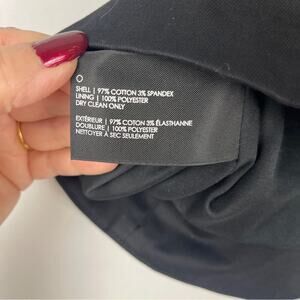 O
SHELL | 97% COTTON 3% SPANDEX
LINING | 100% POLYESTER
DRY CLEAN ONLY
EXTÉRIEUR | 97% COTON 3% ÉLASTHANNE
DOUBLURE | 100% POLYESTER
NETTOYER À SEC SEULEMENT